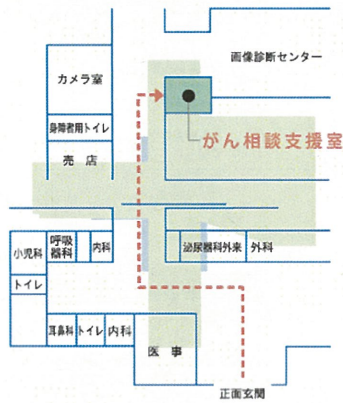 画像診断センター
カメラ室
身障者用トイレ
がん相談支援室
売 店
小児科
呼吸
器科
内科
泌尿器科外来
外科
トイレ
耳鼻科
トイレ
内科
医 事
正面玄関